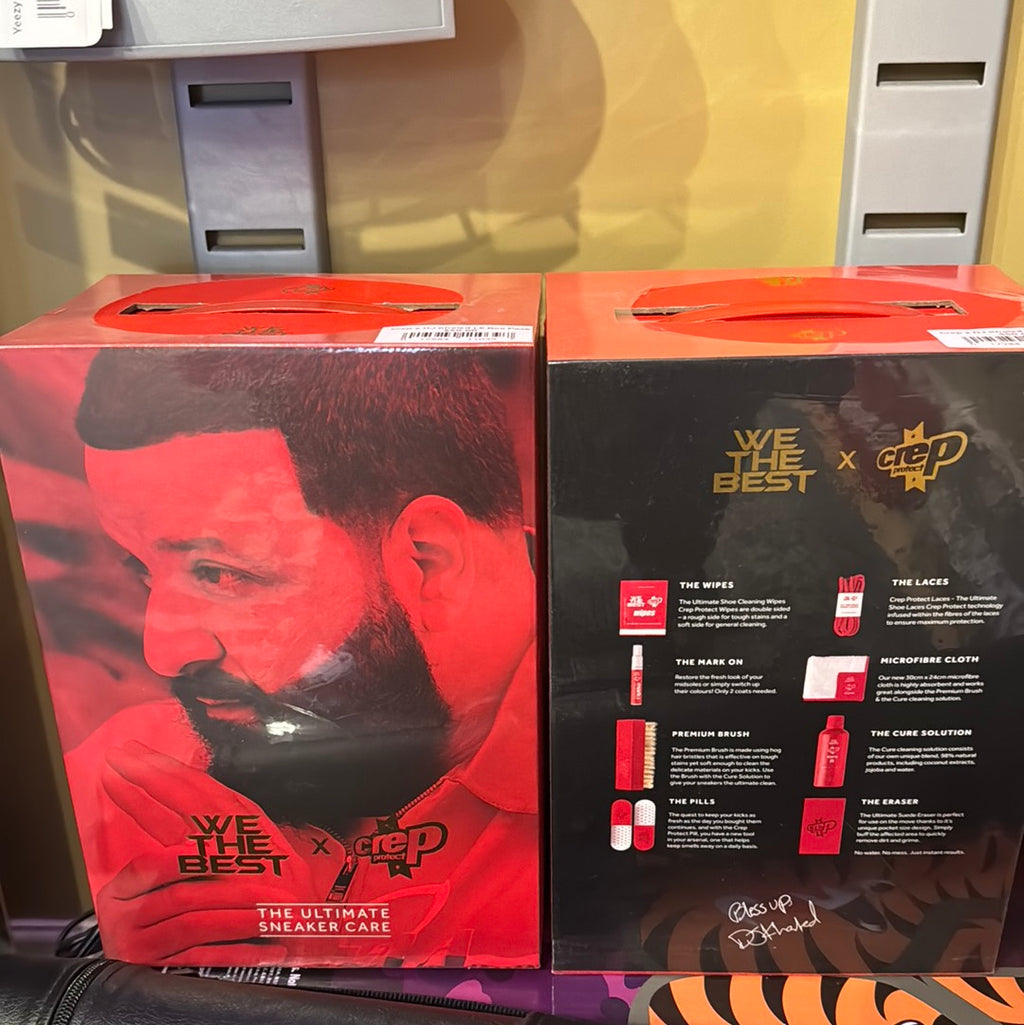 Yeezy
WE
THE
BEST
X
crep
protect
THE ULTIMATE
SNEAKER CARE
WE
THE
BEST
X
crep
protect
THE WIPES
The Ultimate Shoe Cleaning Wipes
Crep Protect Wipes are double sided
– a rough side for tough stains and a
soft side for general cleaning.
THE LACES
Crep Protect Laces – The Ultimate
Shoe Laces Crep Protect technology
infused within the fibres of the laces
to ensure maximum protection.
THE MARK ON
Restore the fresh look of your
midsoles or simply switch up
their colours! Only 2 coats needed.
MICROFIBRE CLOTH
Our new 30cm x 24cm microfibre
cloth is highly absorbent and works
great alongside the Premium Brush
& the Cure cleaning solution.
PREMIUM BRUSH
The Premium Brush is made using hog
hair bristles that is effective on tough
stains yet soft enough to clean the
delicate materials on your kicks. Use
the Brush with the Cure Solution to
give your sneakers the ultimate clean.
THE CURE SOLUTION
The Cure cleaning solution consists
of our own unique blend, 98% natural
products, including coconut extracts,
jojoba and water.
THE PILLS
The quest to keep your kicks as
fresh as the day you bought them
continues, and with the Crep
Protect Pill, you have a new tool
in your arsenal, one that helps
keep smells away on a daily basis.
THE ERASER
The Ultimate Suede Eraser is perfect
for use on the move thanks to it's
unique pocket size design. Simply
buff the affected area to quickly
remove dirt and grime.
No water. No mess. Just instant results.
Bless up
DJ Khaled